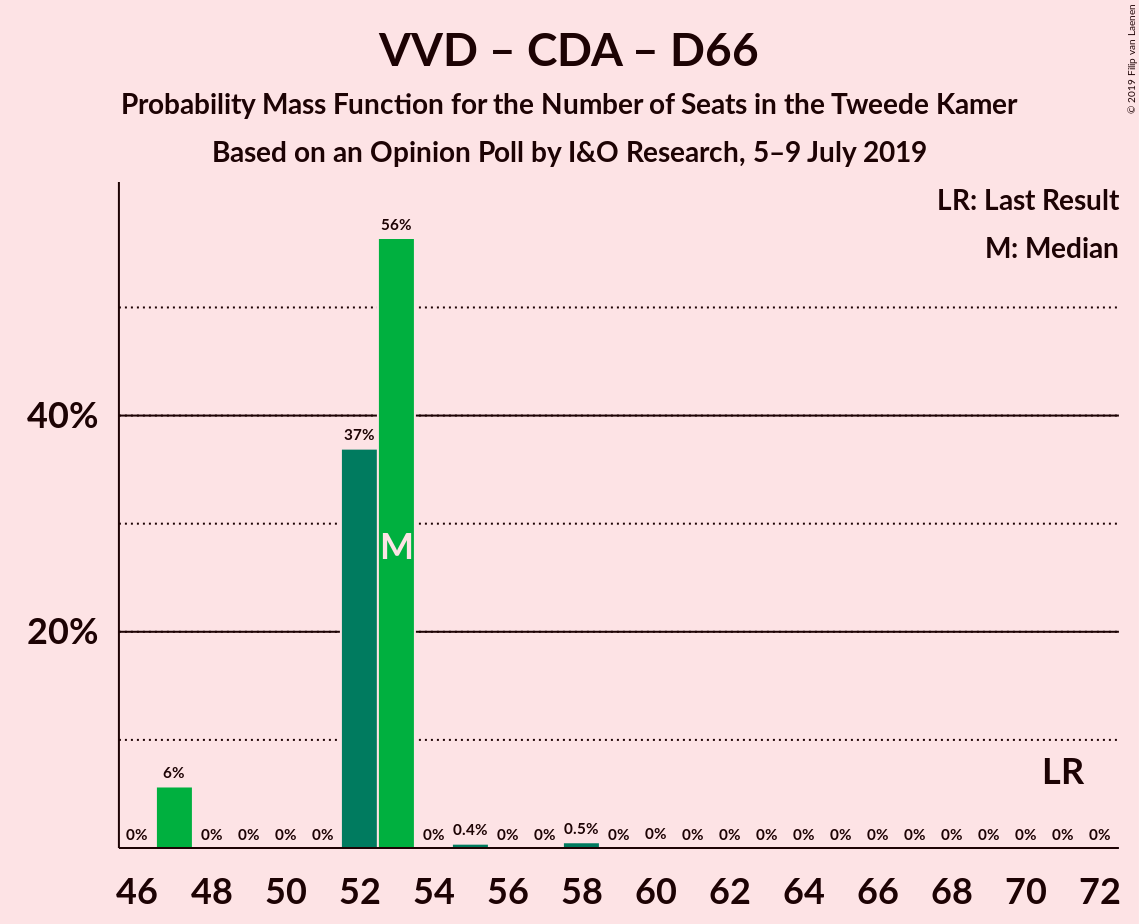 VVD – CDA – D66
Probability Mass Function for the Number of Seats in the Tweede Kamer
Based on an Opinion Poll by I&O Research, 5–9 July 2019
© 2019 Filip van Laenen
LR: Last Result
M: Median
56%
40%
37%
M
20%
LR
6%
0% 0% 0% 0% 0% 0% 0.4% 0% 0% 0.5% 0% 0% 0% 0% 0% 0% 0% 0% 0% 0% 0% 0% 0% 0%
46 48 50 52 54 56 58 60 62 64 66 68 70 72